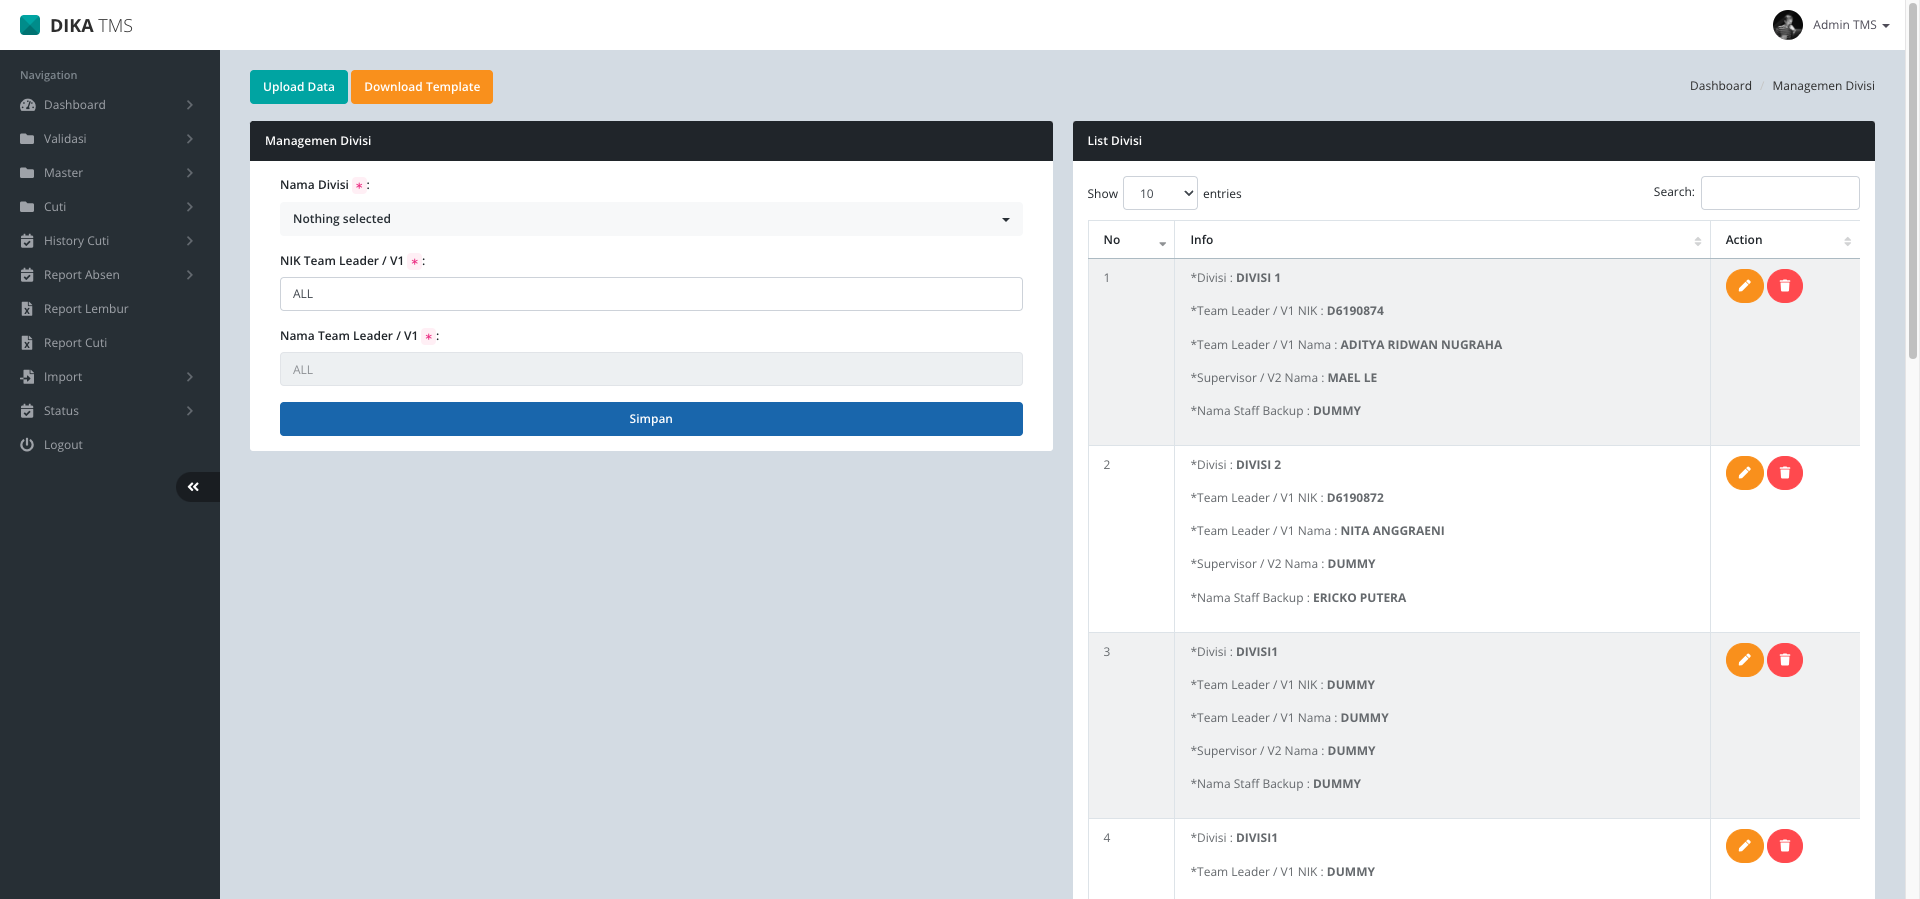 DIKA TMS
Admin TMS
Navigation
Dashboard
Validasi
Master
Cuti
History Cuti
Report Absen
Report Lembur
Report Cuti
Import
Status
Logout
Upload Data
Download Template
Dashboard / Managemen Divisi
Managemen Divisi
Nama Divisi * :
Nothing selected
NIK Team Leader / V1 * :
ALL
Nama Team Leader / V1 * :
ALL
Simpan
List Divisi
Show 10 entries
Search:
No Info Action
1
*Divisi : DIVISI 1
*Team Leader / V1 NIK : D6190874
*Team Leader / V1 Nama : ADITYA RIDWAN NUGRAHA
*Supervisor / V2 Nama : MAEL LE
*Nama Staff Backup : DUMMY
2
*Divisi : DIVISI 2
*Team Leader / V1 NIK : D6190872
*Team Leader / V1 Nama : NITA ANGGRAENI
*Supervisor / V2 Nama : DUMMY
*Nama Staff Backup : ERICKO PUTERA
3
*Divisi : DIVISI1
*Team Leader / V1 NIK : DUMMY
*Team Leader / V1 Nama : DUMMY
*Supervisor / V2 Nama : DUMMY
*Nama Staff Backup : DUMMY
4
*Divisi : DIVISI1
*Team Leader / V1 NIK : DUMMY